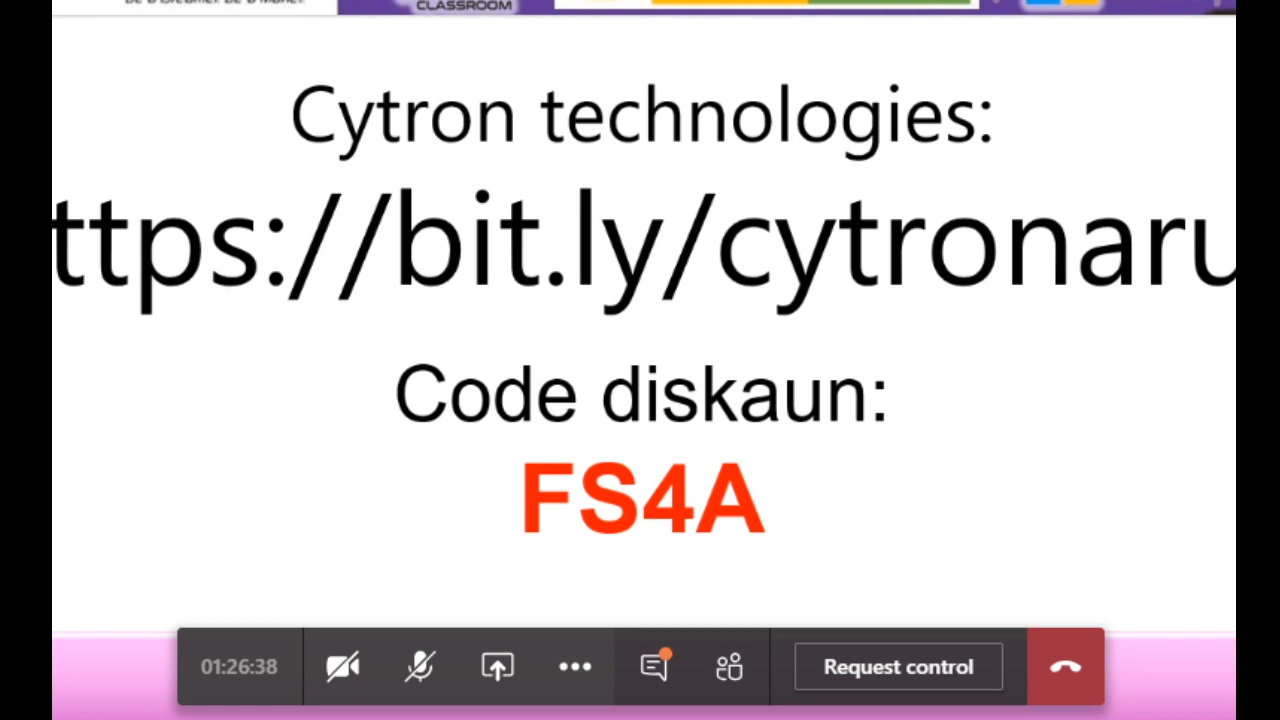 CLASSROOM
Cytron technologies:
ttps://bit.ly/cytronaru
Code diskaun:
FS4A
01:26:38
Request control